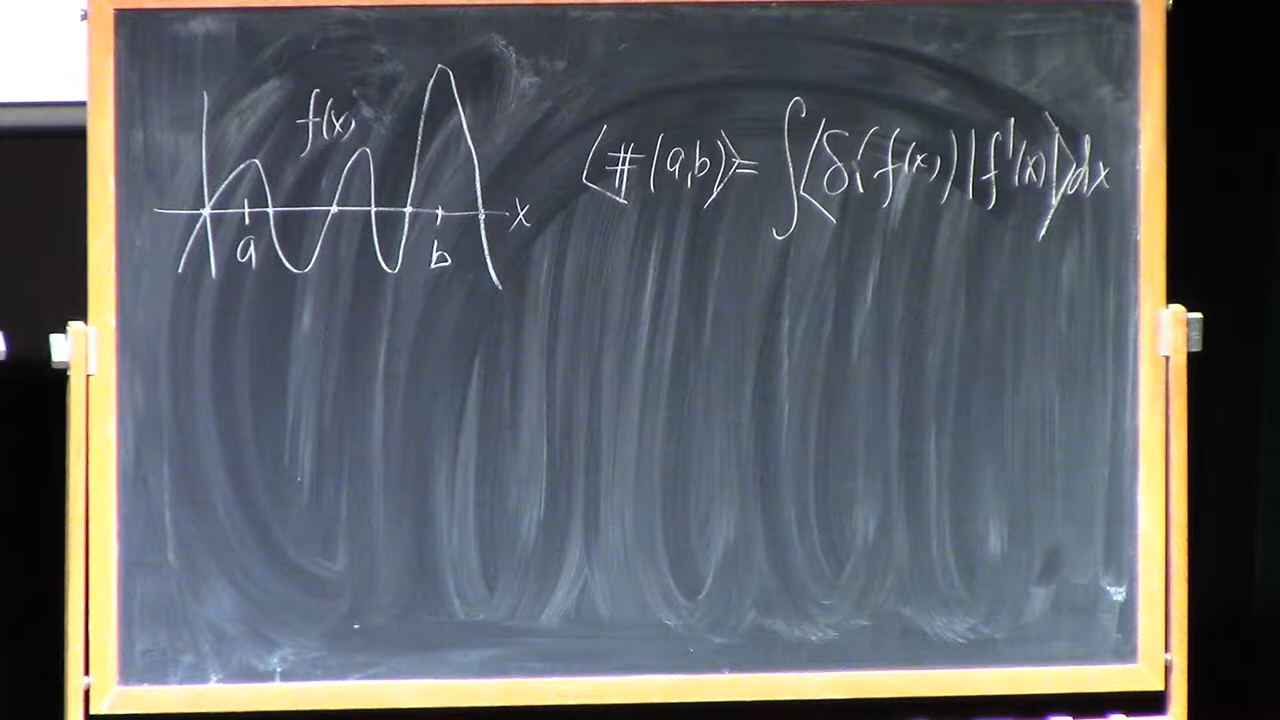 f(x)
⟨#(a,b)⟩= ∫⟨δ(f(x))|f'(x)|⟩dx
x
a
b